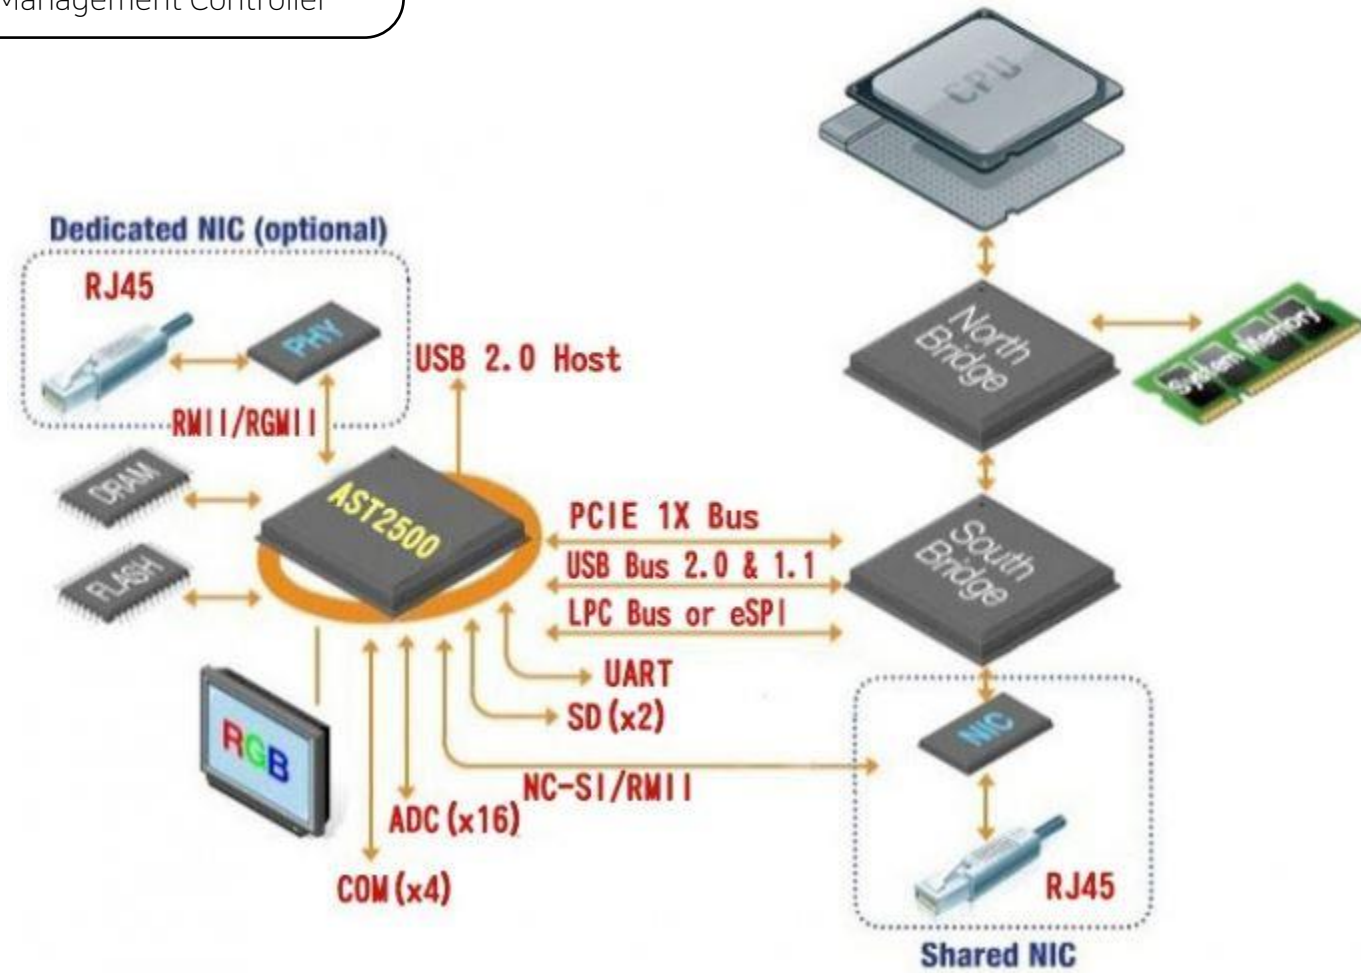 Management Controller
CPU
Dedicated NIC (optional)
RJ45
PHY
USB 2.0 Host
RMII/RGMII
North
Bridge
System Memory
DRAM
AST2500
FLASH
PCIE 1X Bus
USB Bus 2.0 & 1.1
LPC Bus or eSPI
South
Bridge
UART
SD(x2)
RGB
NIC
NC-SI/RMII
ADC(x16)
COM(x4)
RJ45
Shared NIC